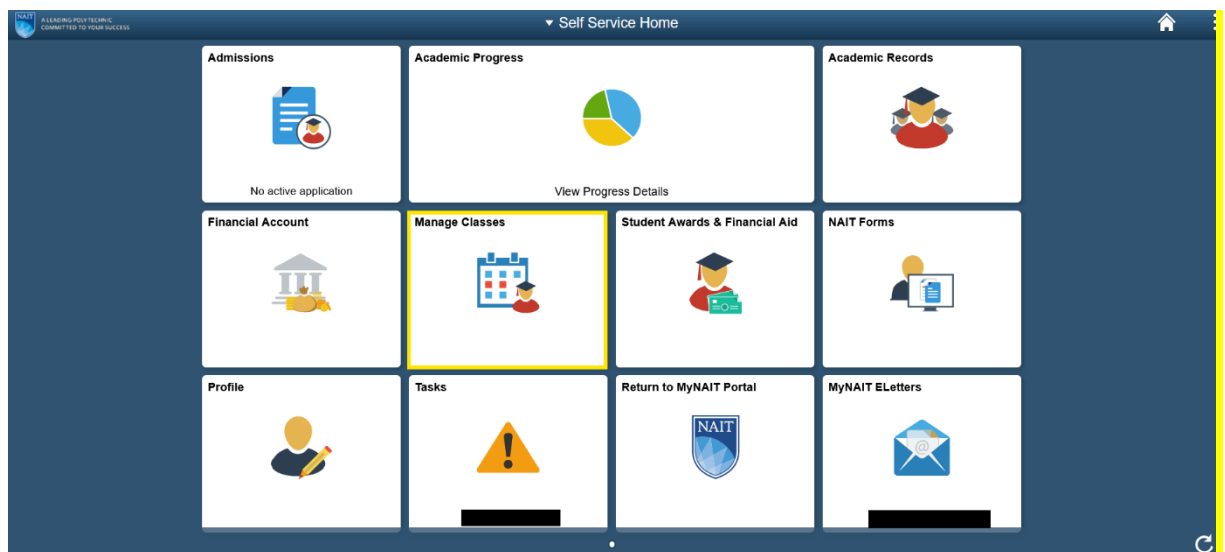 NAIT
A LEADING POLYTECHNIC
COMMITTED TO YOUR SUCCESS
Self Service Home
Admissions
No active application
Academic Progress
View Progress Details
Academic Records
Financial Account
Manage Classes
Student Awards & Financial Aid
NAIT Forms
Profile
Tasks
Return to MyNAIT Portal
NAIT
MyNAIT ELetters
@